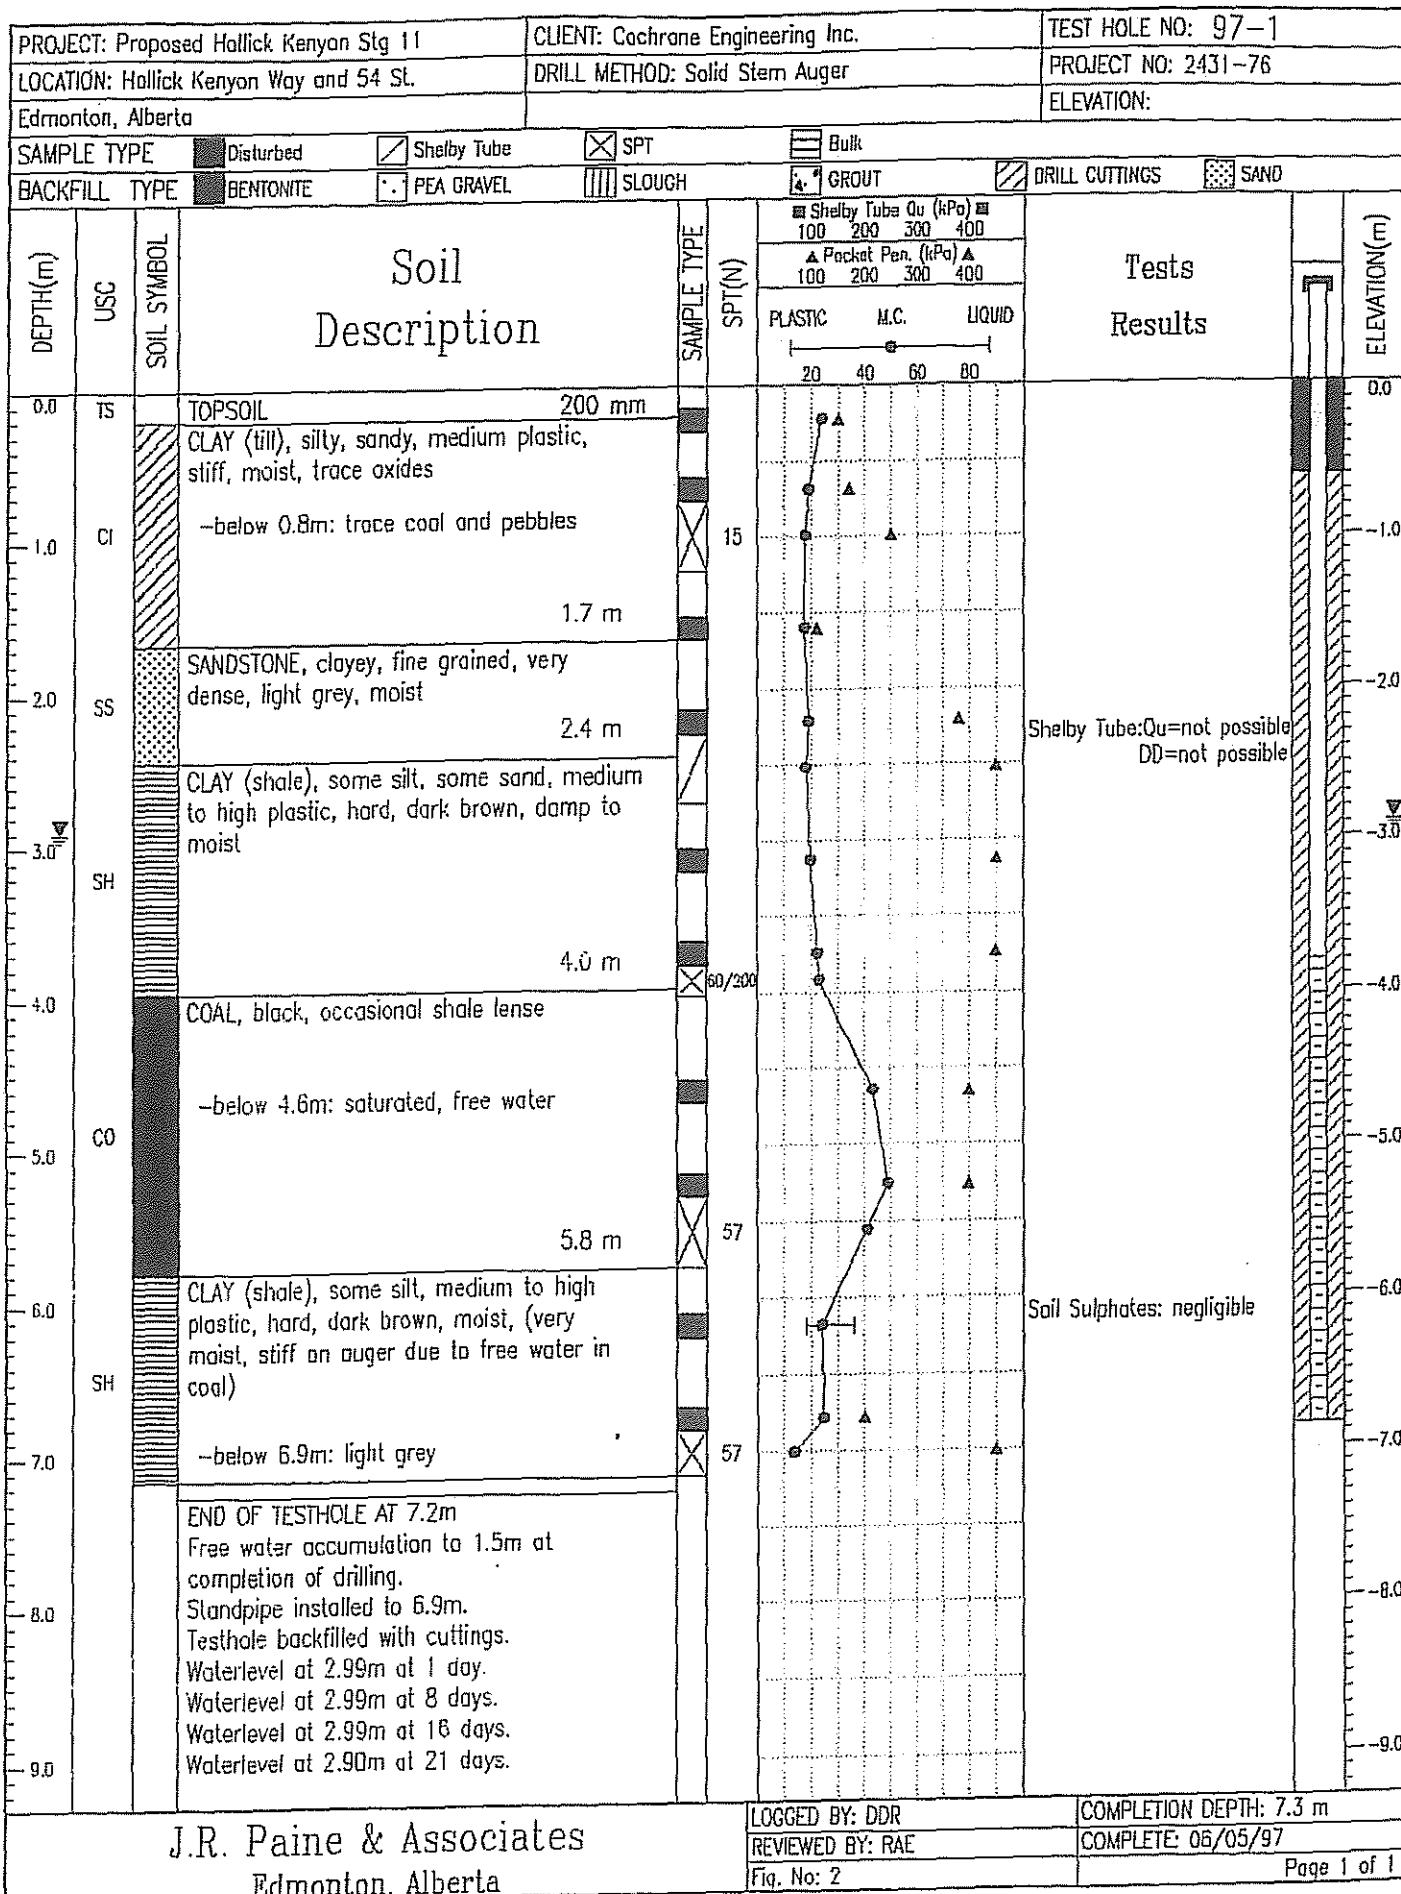 PROJECT: Proposed Hollick Kenyon Stg 11
CLIENT: Cochrane Engineering Inc.
TEST HOLE NO: 97-1
LOCATION: Hollick Kenyon Way and 54 St.
DRILL METHOD: Solid Stem Auger
PROJECT NO: 2431-76
Edmonton, Alberta
ELEVATION:
SAMPLE TYPE Disturbed Shelby Tube SPT Bulk
BACKFILL TYPE BENTONITE PEA GRAVEL SLOUGH GROUT DRILL CUTTINGS SAND
DEPTH(m)
USC
SOIL SYMBOL
Soil
Description
SAMPLE TYPE
SPT(N)
Shelby Tube Qu (kPa)
100 200 300 400
Pocket Pen. (kPa)
100 200 300 400
PLASTIC M.C. LIQUID
20 40 60 80
Tests
Results
ELEVATION(m)
0.0 TS TOPSOIL 200 mm 0.0
CLAY (till), silty, sandy, medium plastic,
stiff, moist, trace oxides
-below 0.8m: trace coal and pebbles
1.0 CI 15 -1.0
1.7 m
SANDSTONE, clayey, fine grained, very
dense, light grey, moist
2.0 SS -2.0
2.4 m
Shelby Tube:Qu=not possible
DD=not possible
CLAY (shale), some silt, some sand, medium
to high plastic, hard, dark brown, damp to
moist
3.0 -3.0
SH
4.0 m
60/200
4.0 -4.0
COAL, black, occasional shale lense
-below 4.6m: saturated, free water
CO
5.0 -5.0
5.8 m 57
CLAY (shale), some silt, medium to high
plastic, hard, dark brown, moist, (very
moist, stiff on auger due to free water in
coal)
6.0 Soil Sulphates: negligible -6.0
SH
-below 6.9m: light grey 57
7.0 -7.0
END OF TESTHOLE AT 7.2m
Free water accumulation to 1.5m at
completion of drilling.
Standpipe installed to 6.9m.
Testhole backfilled with cuttings.
Waterlevel at 2.99m at 1 day.
Waterlevel at 2.99m at 8 days.
Waterlevel at 2.99m at 16 days.
Waterlevel at 2.90m at 21 days.
8.0 -8.0
9.0 -9.0
J.R. Paine & Associates
Edmonton, Alberta
LOGGED BY: DDR
COMPLETION DEPTH: 7.3 m
REVIEWED BY: RAE
COMPLETE: 06/05/97
Fig. No: 2
Page 1 of 1